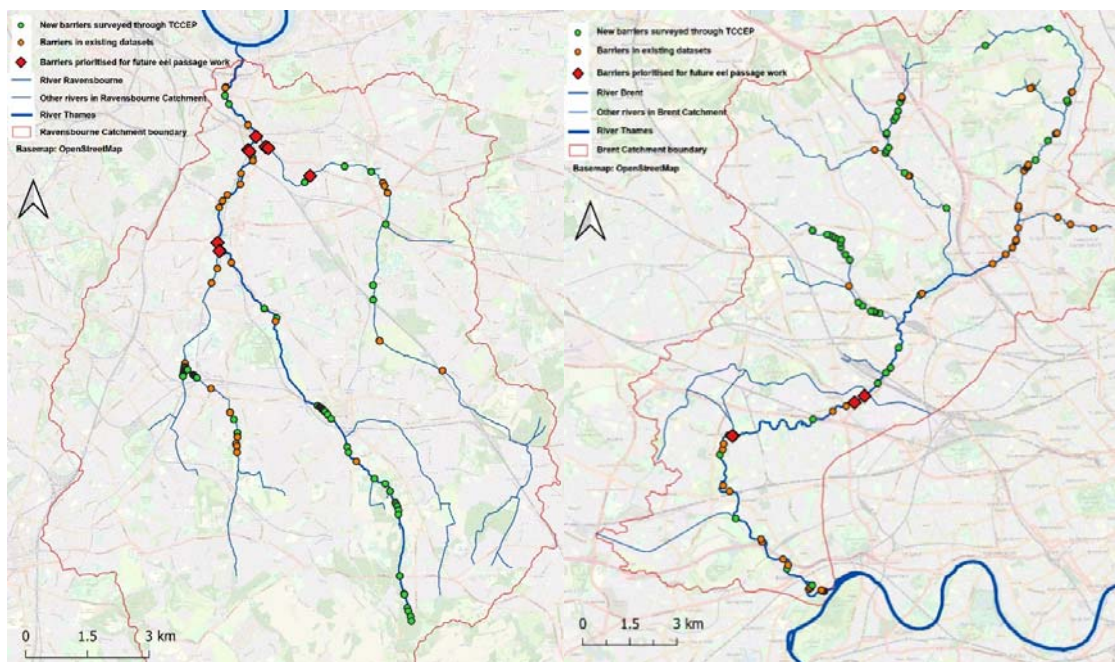 New barriers surveyed through TCCEP
Barriers in existing datasets
Barriers prioritised for future eel passage work
River Ravensbourne
Other rivers in Ravensbourne Catchment
River Thames
Ravensbourne Catchment boundary
Basemap: OpenStreetMap
0 1.5 3 km
New barriers surveyed through TCCEP
Barriers in existing datasets
Barriers prioritised for future eel passage work
River Brent
Other rivers in Brent Catchment
River Thames
Brent Catchment boundary
Basemap: OpenStreetMap
0 1.5 3 km